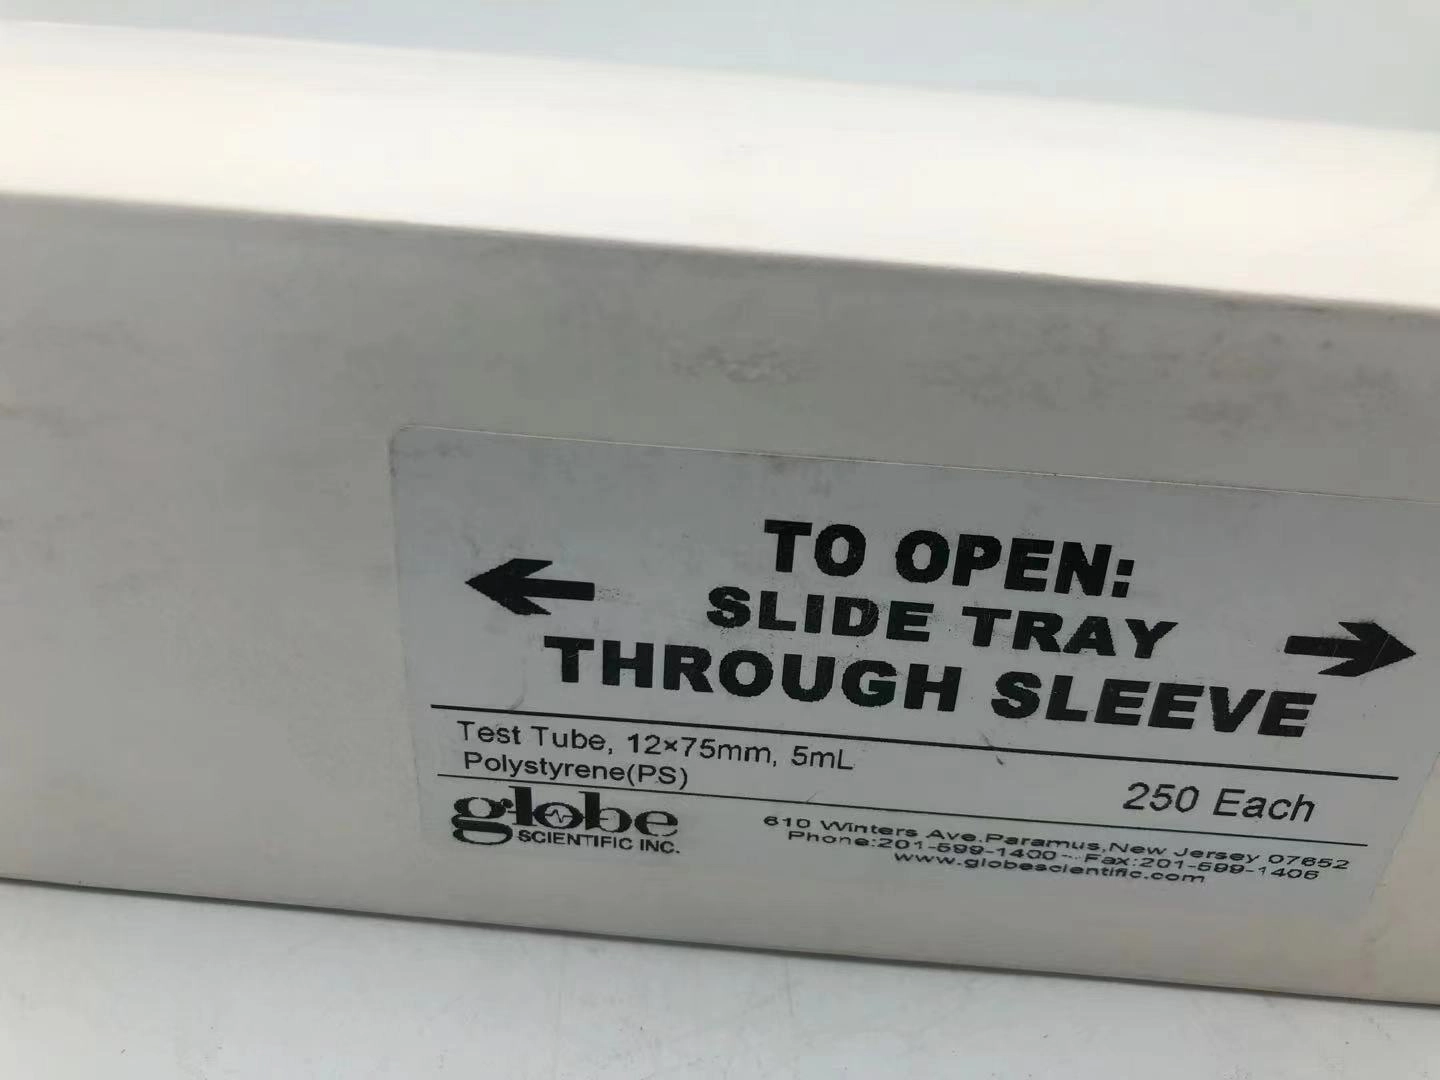 TO OPEN:
SLIDE TRAY
THROUGH SLEEVE
Test Tube, 12×75mm, 5mL
Polystyrene(PS)
250 Each
globe
SCIENTIFIC INC.
610 Winters Ave.Paramus,New Jersey 07652
Phone:201-599-1400 -- Fax:201-599-1406
www.globescientific.com